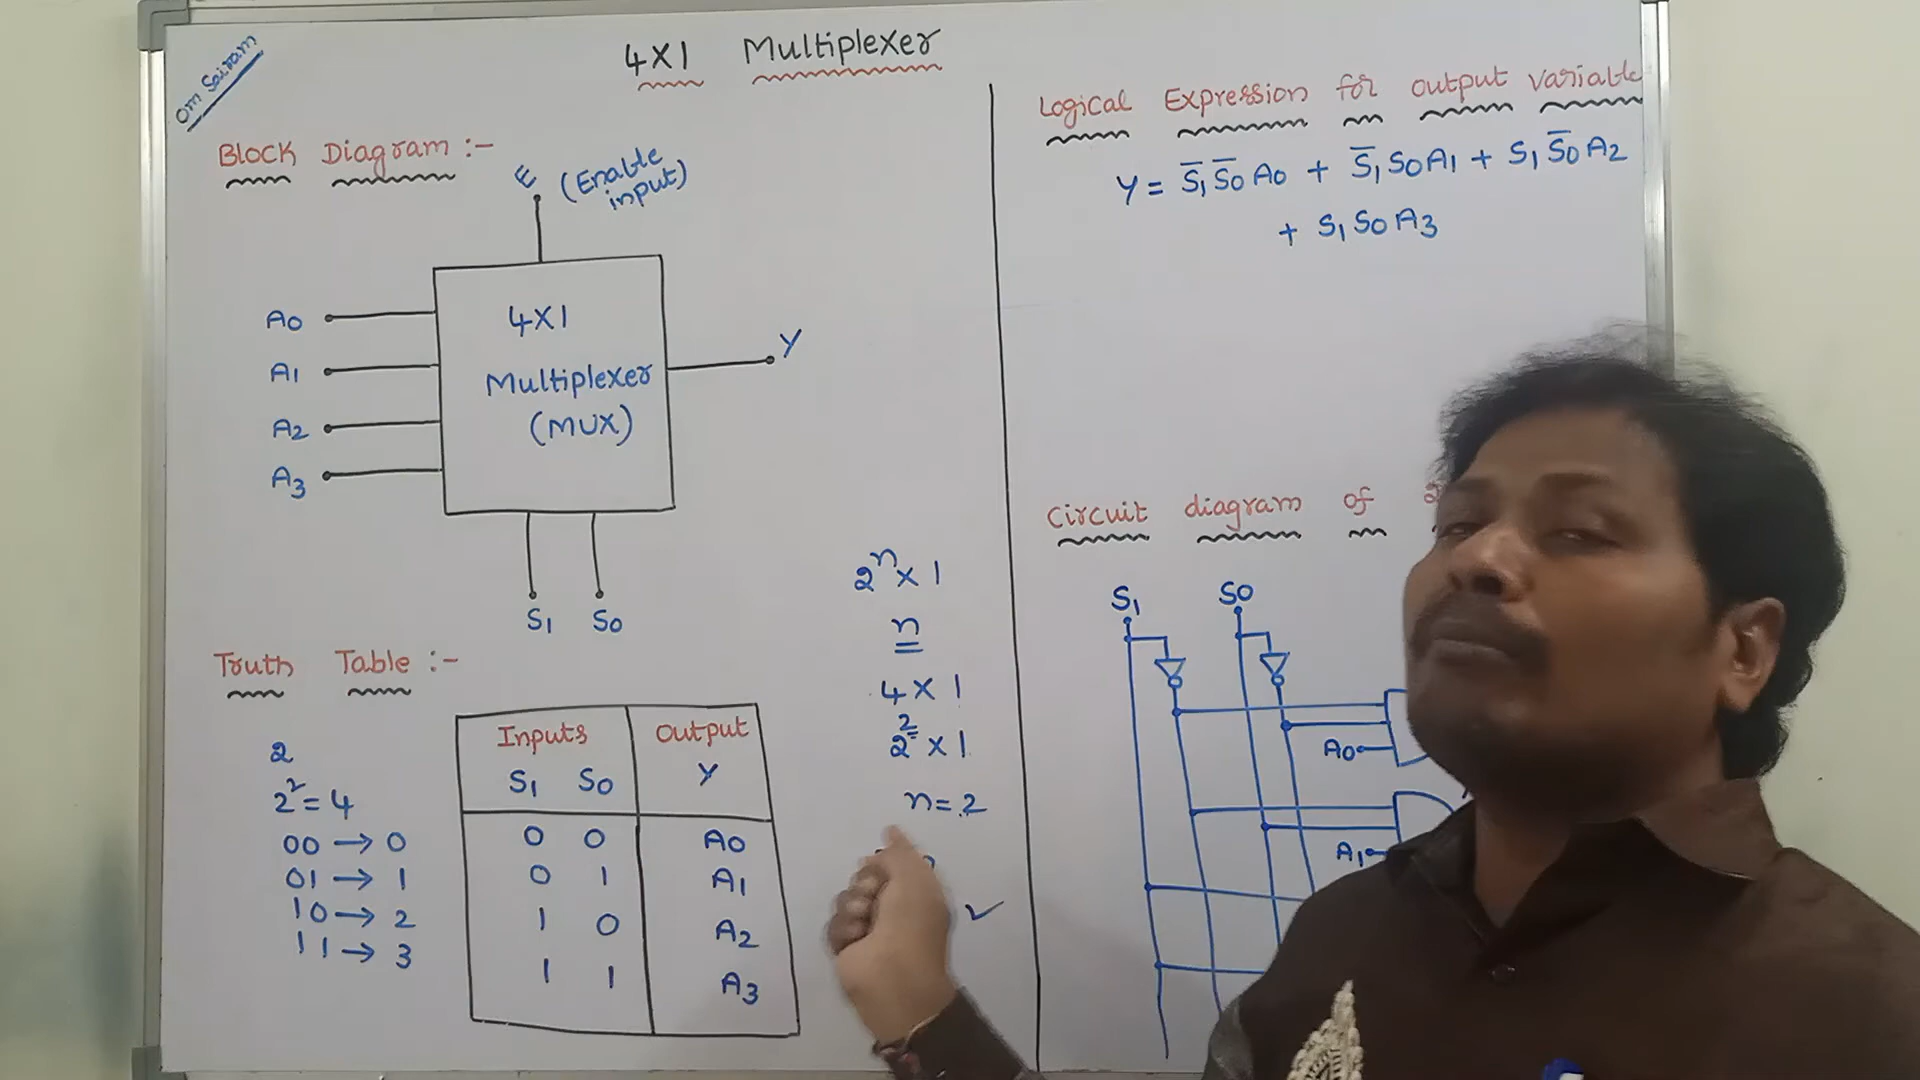 Om Sairam
4X1 Multiplexer
Block Diagram :-
E (Enable input)
A0
A1
A2
A3
4X1
Multiplexer
(MUX)
Y
S1 S0
Truth Table :-
2
2² = 4
00 → 0
01 → 1
10 → 2
11 → 3
Inputs Output
S1 S0 Y
0 0 A0
0 1 A1
1 0 A2
1 1 A3
2ⁿ X 1
n
4 X 1
2² X 1
n = 2
Logical Expression for output variable
Y = S̅1 S̅0 A0 + S̅1 S0 A1 + S1 S̅0 A2
+ S1 S0 A3
Circuit diagram of
S1 S0
A0
A1